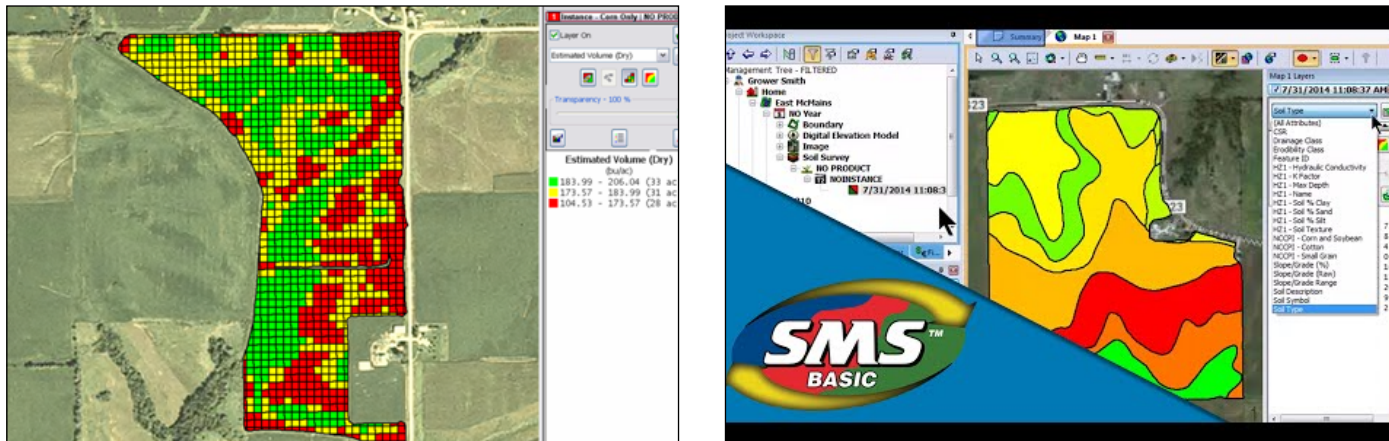 1 Instance - Corn Only | NO PROD
Layer On
Estimated Volume (Dry)
Transparency - 100 %
Estimated Volume (Dry)
(bu/ac)
183.99 - 206.04 (33 ac
173.57 - 183.99 (31 ac
104.53 - 173.57 (28 ac
Project Workspace
Management Tree - FILTERED
Grower Smith
Home
East McMains
NO Year
Boundary
Digital Elevation Model
Image
Soil Survey
NO PRODUCT
NOINSTANCE
7/31/2014 11:08:3
SMS™
BASIC
Summary
Map 1
Map 1 Layers
7/31/2014 11:08:37 AM
Soil Type
(All Attributes)
CSR
Drainage Class
Erodibility Class
Feature ID
HZ1 - Hydraulic Conductivity
HZ1 - K Factor
HZ1 - Max Depth
HZ1 - Name
HZ1 - Soil % Clay
HZ1 - Soil % Sand
HZ1 - Soil % Silt
HZ1 - Soil Texture
NCCPI - Corn and Soybean
NCCPI - Cotton
NCCPI - Small Grain
Slope/Grade (%)
Slope/Grade (Raw)
Slope/Grade Range
Soil Description
Soil Symbol
Soil Type